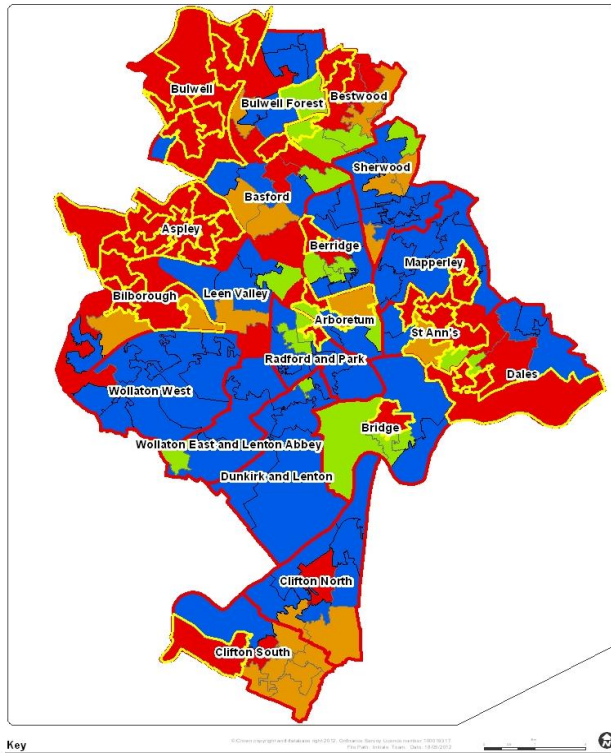 Bulwell
Bulwell Forest
Bestwood
Sherwood
Basford
Aspley
Berridge
Mapperley
Bilborough
Leen Valley
Arboretum
St Ann's
Radford and Park
Wollaton West
Dales
Bridge
Wollaton East and Lenton Abbey
Dunkirk and Lenton
Clifton North
Clifton South
Key